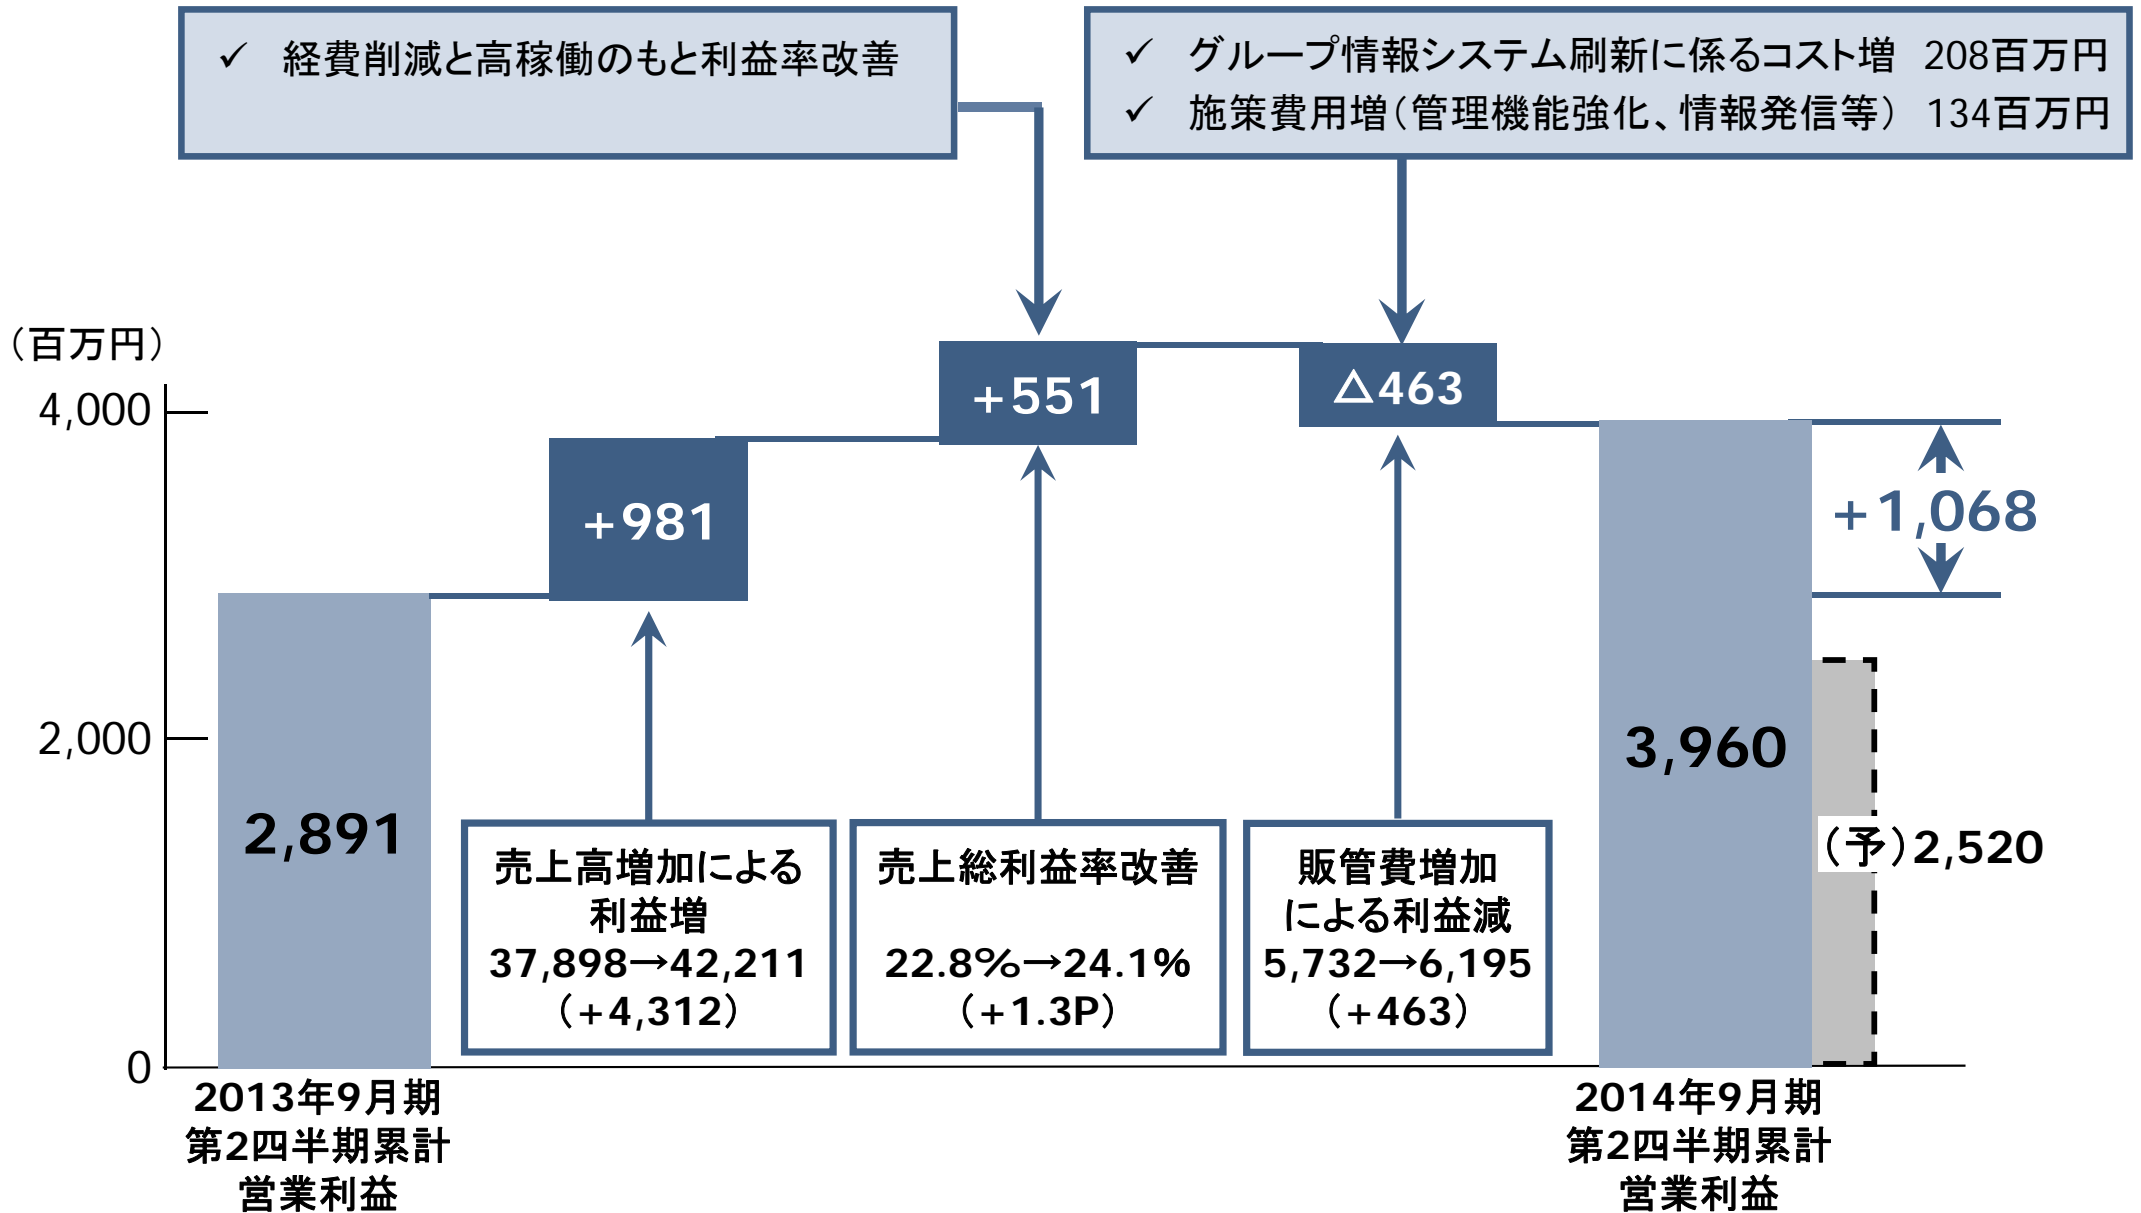 ✓ 経費削減と高稼働のもと利益率改善
✓ グループ情報システム刷新に係るコスト増 208百万円
✓ 施策費用増（管理機能強化、情報発信等） 134百万円
（百万円）
4,000
2,000
0
2,891
+981
+551
△463
3,960
+1,068
（予）2,520
売上高増加による
利益増
37,898→42,211
（+4,312）
売上総利益率改善
22.8%→24.1%
（+1.3P）
販管費増加
による利益減
5,732→6,195
（+463）
2013年9月期
第2四半期累計
営業利益
2014年9月期
第2四半期累計
営業利益